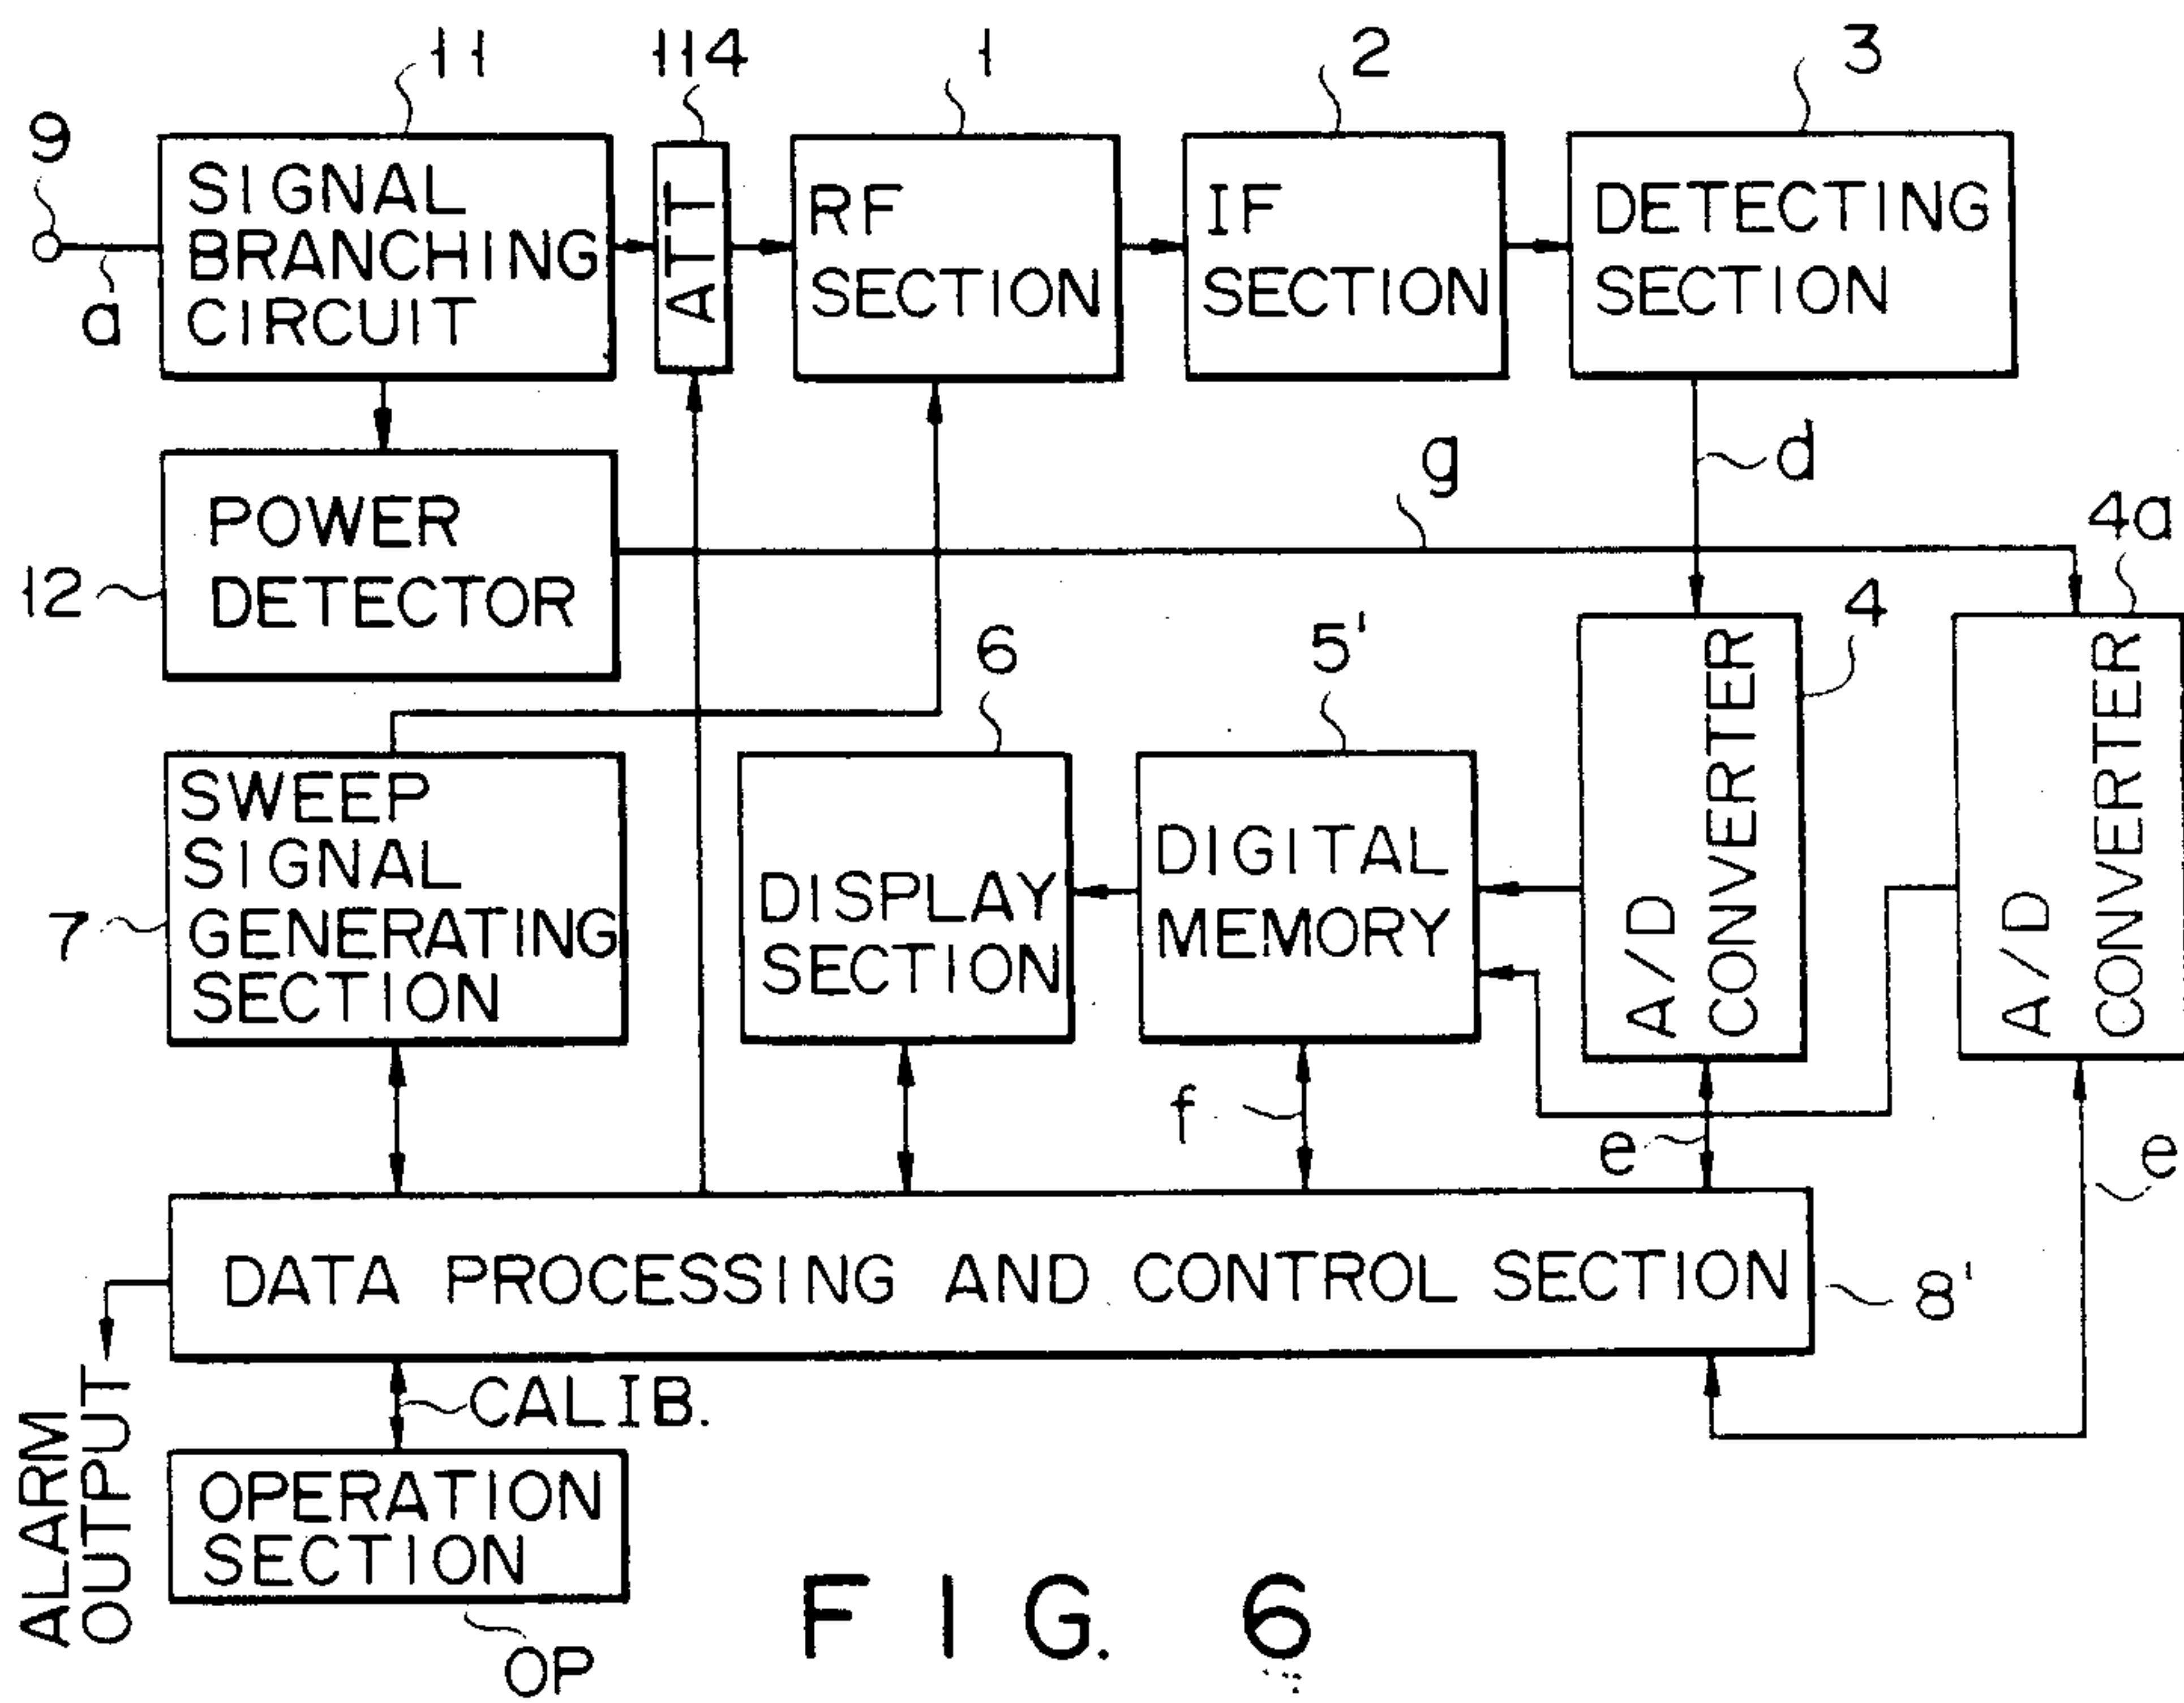 11
114
1
2
3
9
SIGNAL
BRANCHING
CIRCUIT
ATT
RF
SECTION
IF
SECTION
DETECTING
SECTION
a
g
d
4a
POWER
DETECTOR
12
6
5'
4
SWEEP
SIGNAL
GENERATING
SECTION
7
DISPLAY
SECTION
DIGITAL
MEMORY
A/D
CONVERTER
A/D
CONVERTER
f
e
e
DATA PROCESSING AND CONTROL SECTION
8'
ALARM
OUTPUT
CALIB.
OPERATION
SECTION
OP
FIG. 6